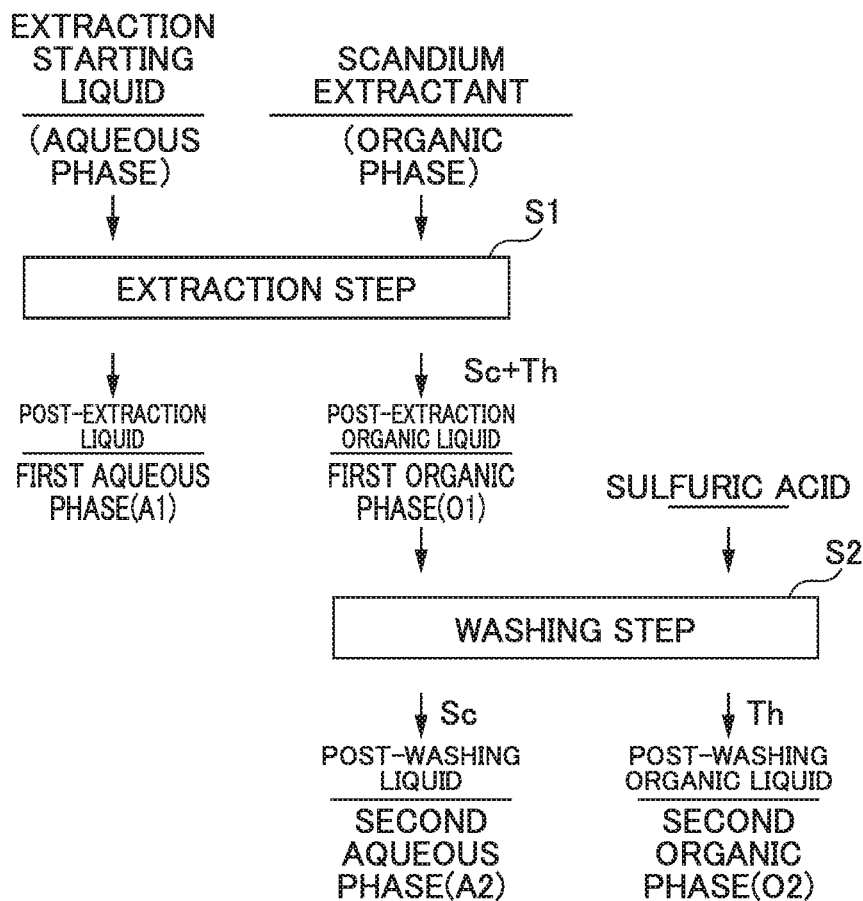 EXTRACTION
STARTING
LIQUID
(AQUEOUS
PHASE)
SCANDIUM
EXTRACTANT
(ORGANIC
PHASE)
S1
EXTRACTION STEP
Sc+Th
POST-EXTRACTION
LIQUID
FIRST AQUEOUS
PHASE(A1)
POST-EXTRACTION
ORGANIC LIQUID
FIRST ORGANIC
PHASE(O1)
SULFURIC ACID
S2
WASHING STEP
Sc
Th
POST-WASHING
LIQUID
SECOND
AQUEOUS
PHASE(A2)
POST-WASHING
ORGANIC LIQUID
SECOND
ORGANIC
PHASE(O2)